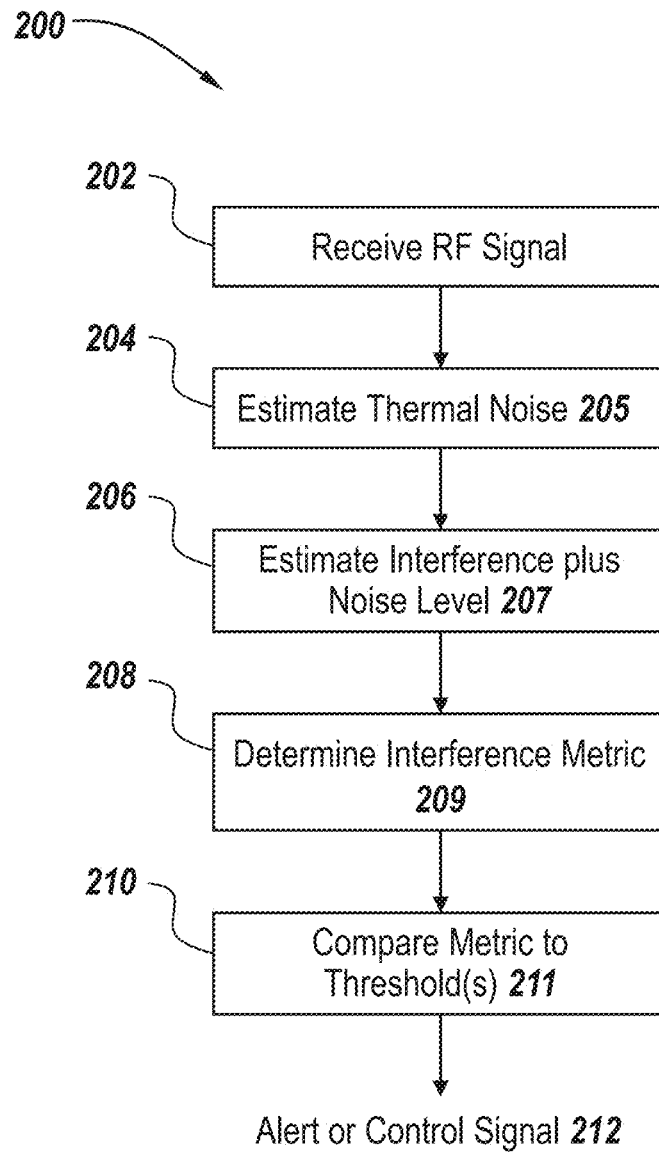 200
202
Receive RF Signal
204
Estimate Thermal Noise 205
206
Estimate Interference plus
Noise Level 207
208
Determine Interference Metric
209
210
Compare Metric to
Threshold(s) 211
Alert or Control Signal 212